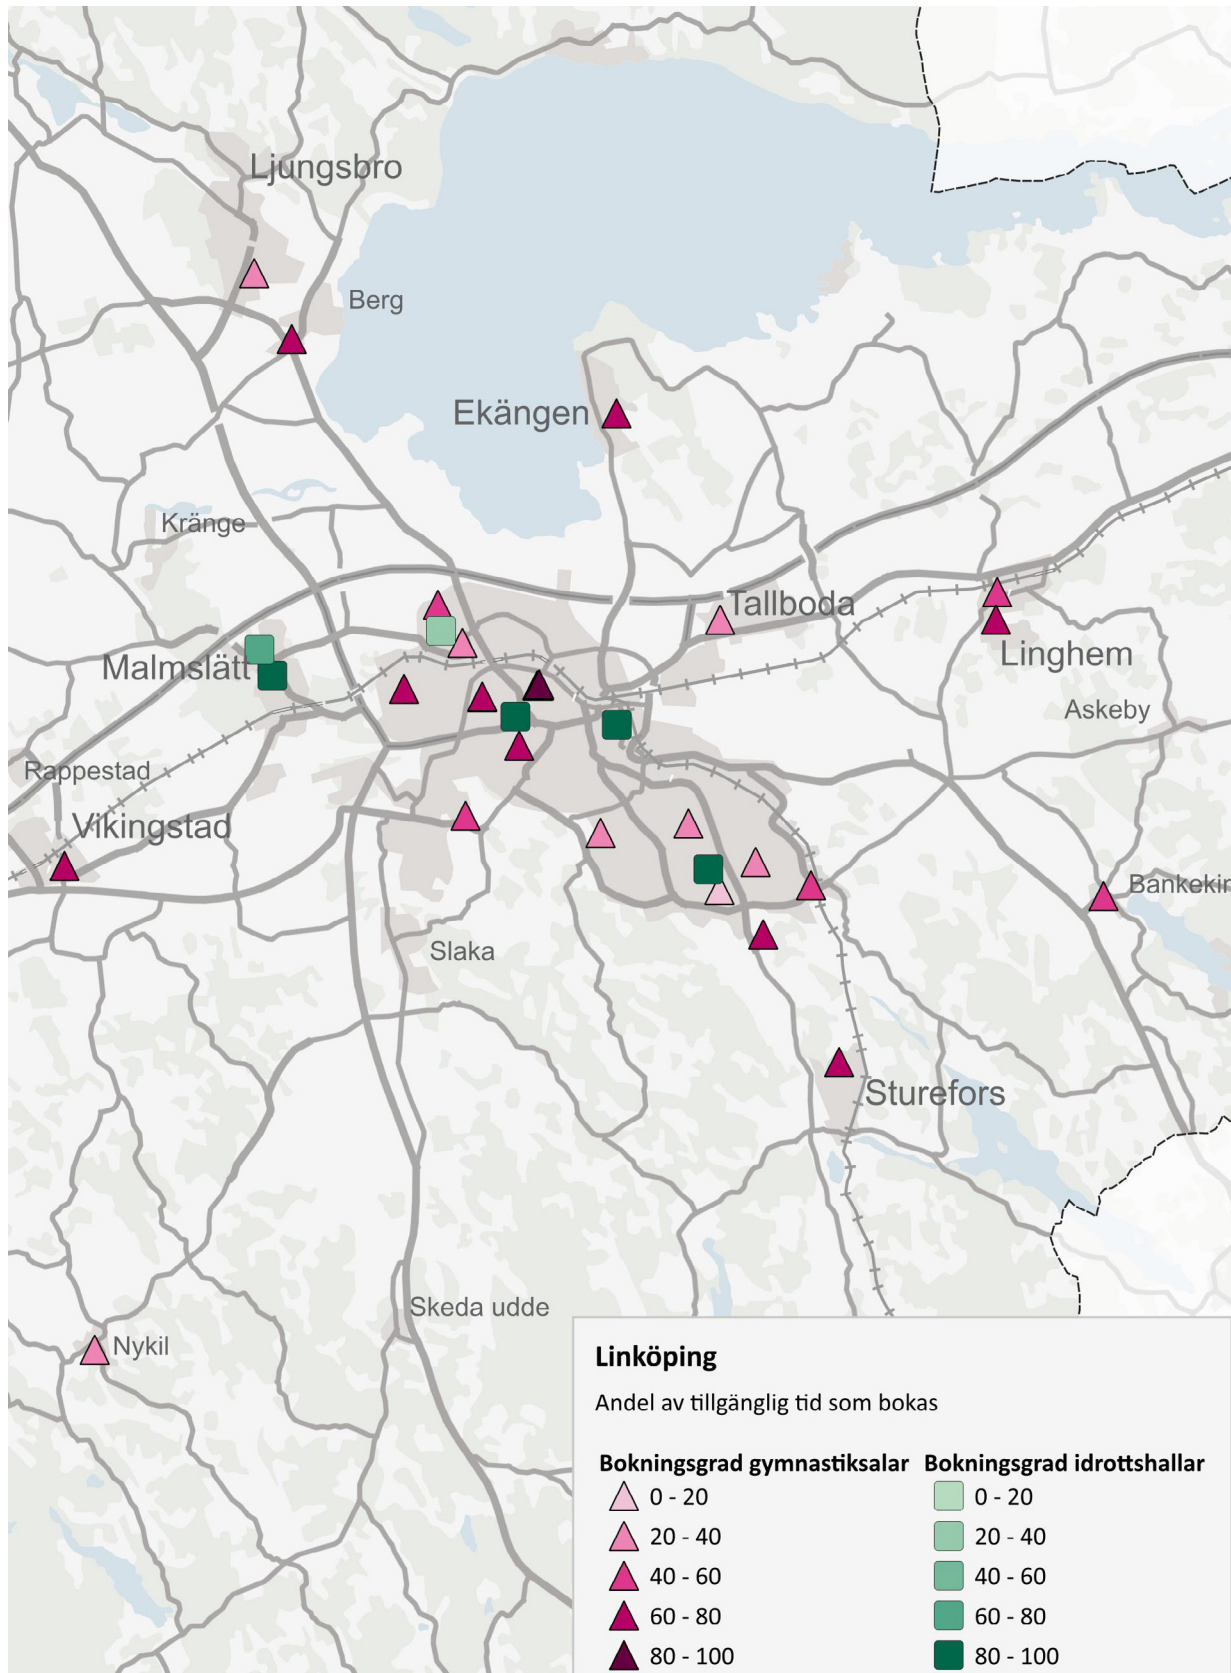 Ljungsbro
Berg
Ekängen
Kränge
Tallboda
Malmslätt
Linghem
Askeby
Rappestad
Vikingstad
Bankekin
Slaka
Sturefors
Skeda udde
Nykil
Linköping
Andel av tillgänglig tid som bokas
Bokningsgrad gymnastiksalar
0 - 20
20 - 40
40 - 60
60 - 80
80 - 100
Bokningsgrad idrottshallar
0 - 20
20 - 40
40 - 60
60 - 80
80 - 100